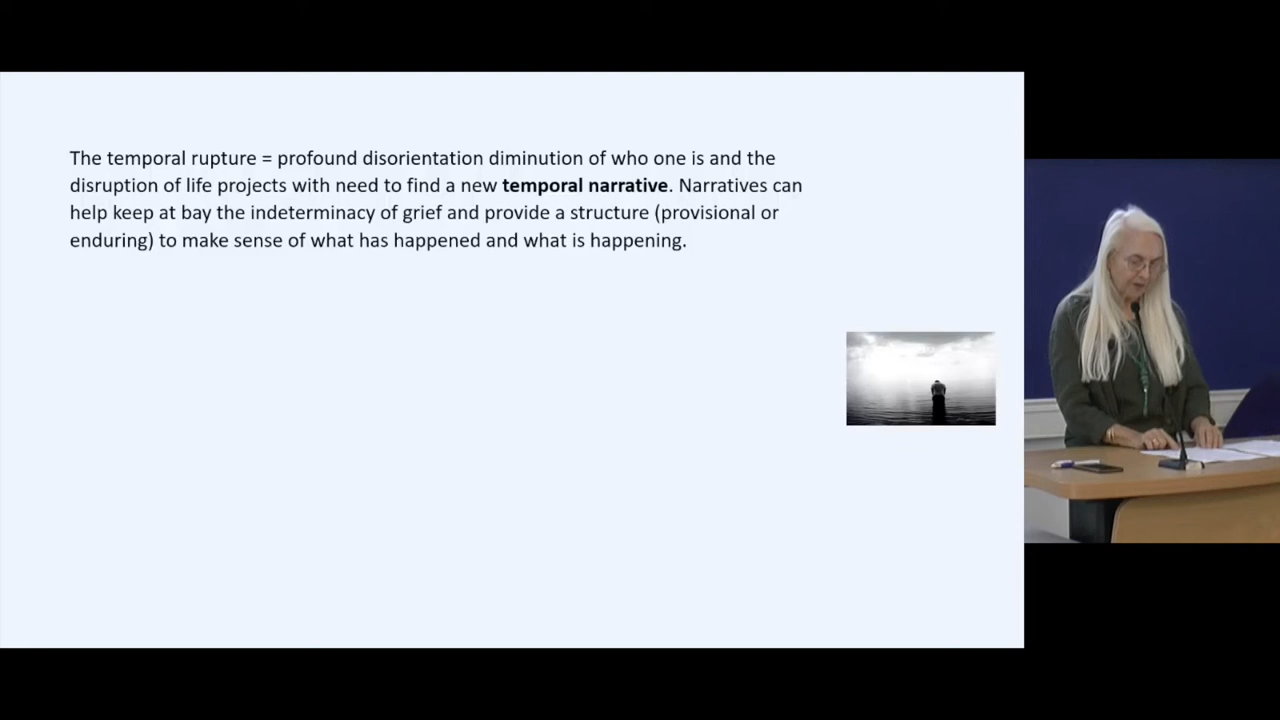 The temporal rupture = profound disorientation diminution of who one is and the
disruption of life projects with need to find a new temporal narrative. Narratives can
help keep at bay the indeterminacy of grief and provide a structure (provisional or
enduring) to make sense of what has happened and what is happening.